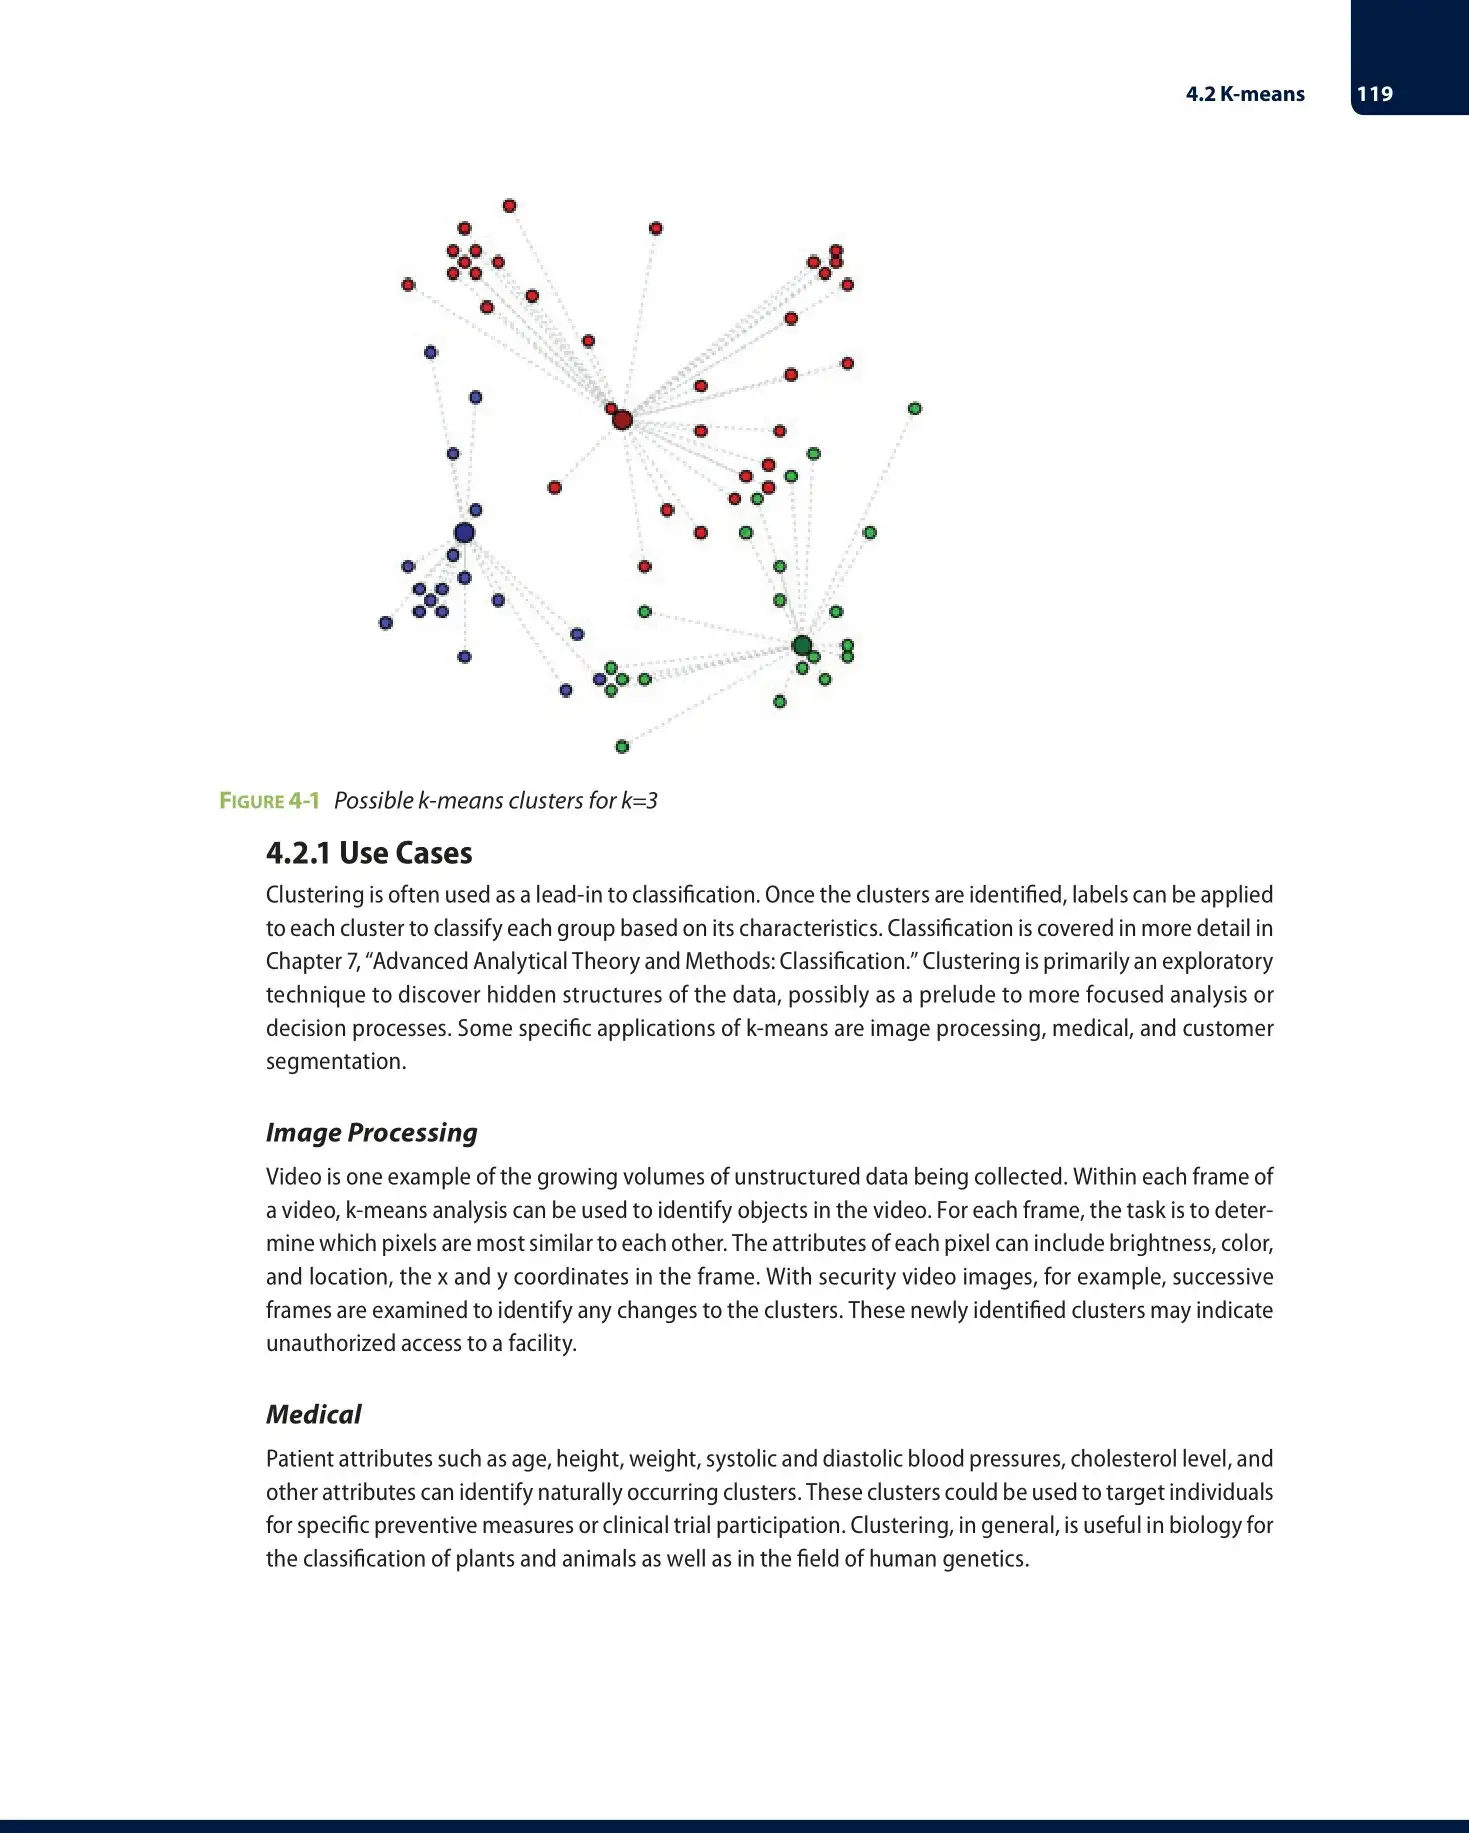 4.2 K-means 119
FIGURE 4-1 Possible k-means clusters for k=3
4.2.1 Use Cases
Clustering is often used as a lead-in to classification. Once the clusters are identified, labels can be applied
to each cluster to classify each group based on its characteristics. Classification is covered in more detail in
Chapter 7, “Advanced Analytical Theory and Methods: Classification.” Clustering is primarily an exploratory
technique to discover hidden structures of the data, possibly as a prelude to more focused analysis or
decision processes. Some specific applications of k-means are image processing, medical, and customer
segmentation.
Image Processing
Video is one example of the growing volumes of unstructured data being collected. Within each frame of
a video, k-means analysis can be used to identify objects in the video. For each frame, the task is to deter-
mine which pixels are most similar to each other. The attributes of each pixel can include brightness, color,
and location, the x and y coordinates in the frame. With security video images, for example, successive
frames are examined to identify any changes to the clusters. These newly identified clusters may indicate
unauthorized access to a facility.
Medical
Patient attributes such as age, height, weight, systolic and diastolic blood pressures, cholesterol level, and
other attributes can identify naturally occurring clusters. These clusters could be used to target individuals
for specific preventive measures or clinical trial participation. Clustering, in general, is useful in biology for
the classification of plants and animals as well as in the field of human genetics.